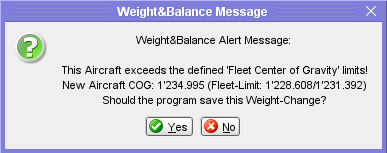 Weight&Balance Message
Weight&Balance Alert Message:
This Aircraft exceeds the defined 'Fleet Center of Gravity' limits!
New Aircraft COG: 1'234.995 (Fleet-Limit: 1'228.608/1'231.392)
Should the program save this Weight-Change?
Yes No